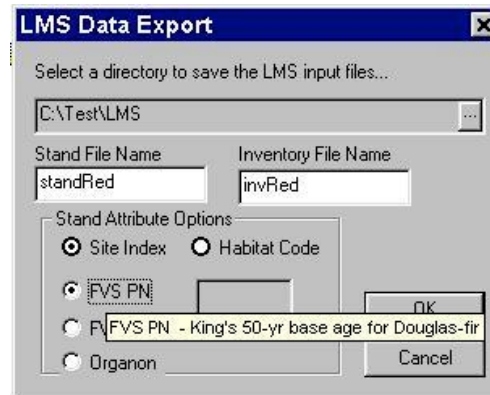 LMS Data Export
Select a directory to save the LMS input files...
C:\Test\LMS
...
Stand File Name
Inventory File Name
standRed
invRed
Stand Attribute Options
Site Index
Habitat Code
FVS PN
FVS PN - King's 50-yr base age for Douglas-fir
OK
Organon
Cancel